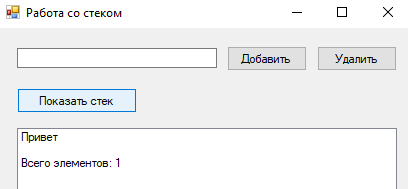 Работа со стеком
Добавить
Удалить
Показать стек
Привет
Всего элементов: 1